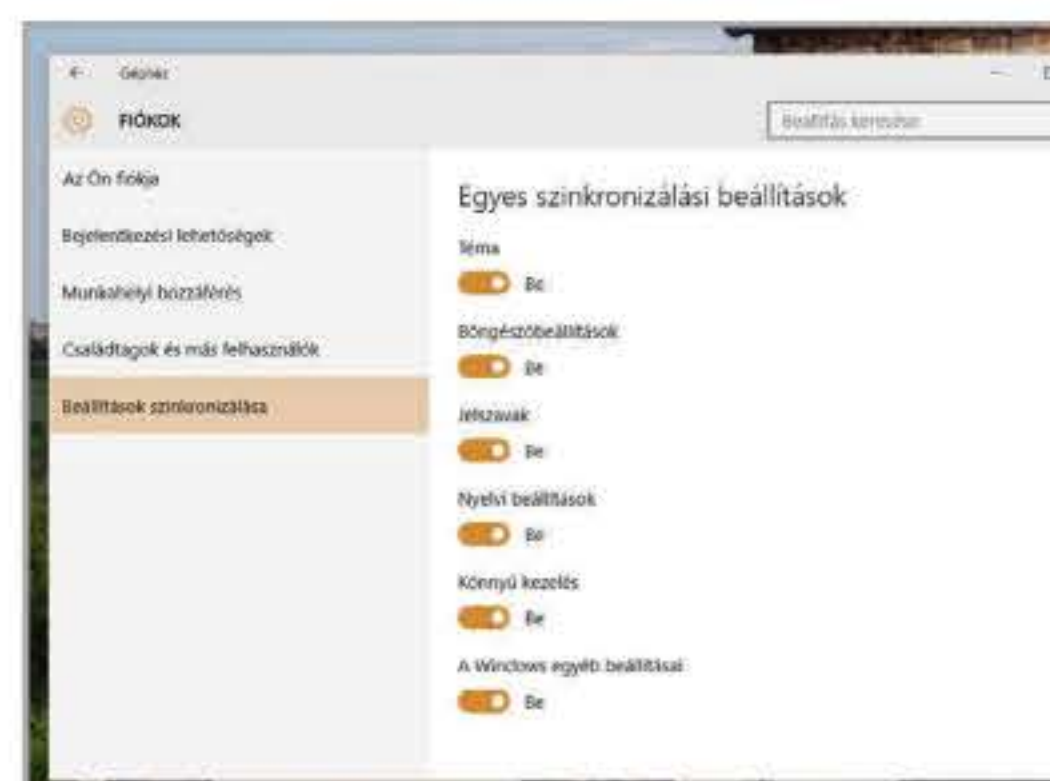 Gépház
FIÓKOK
Beállítás keresése
Az Ön fiókja
Bejelentkezési lehetőségek
Munkahelyi hozzáférés
Családtagok és más felhasználók
Beállítások szinkronizálása
Egyes szinkronizálási beállítások
Téma
Be
Böngészőbeállítások
Be
Jelszavak
Be
Nyelvi beállítások
Be
Könnyű kezelés
Be
A Windows egyéb beállításai
Be